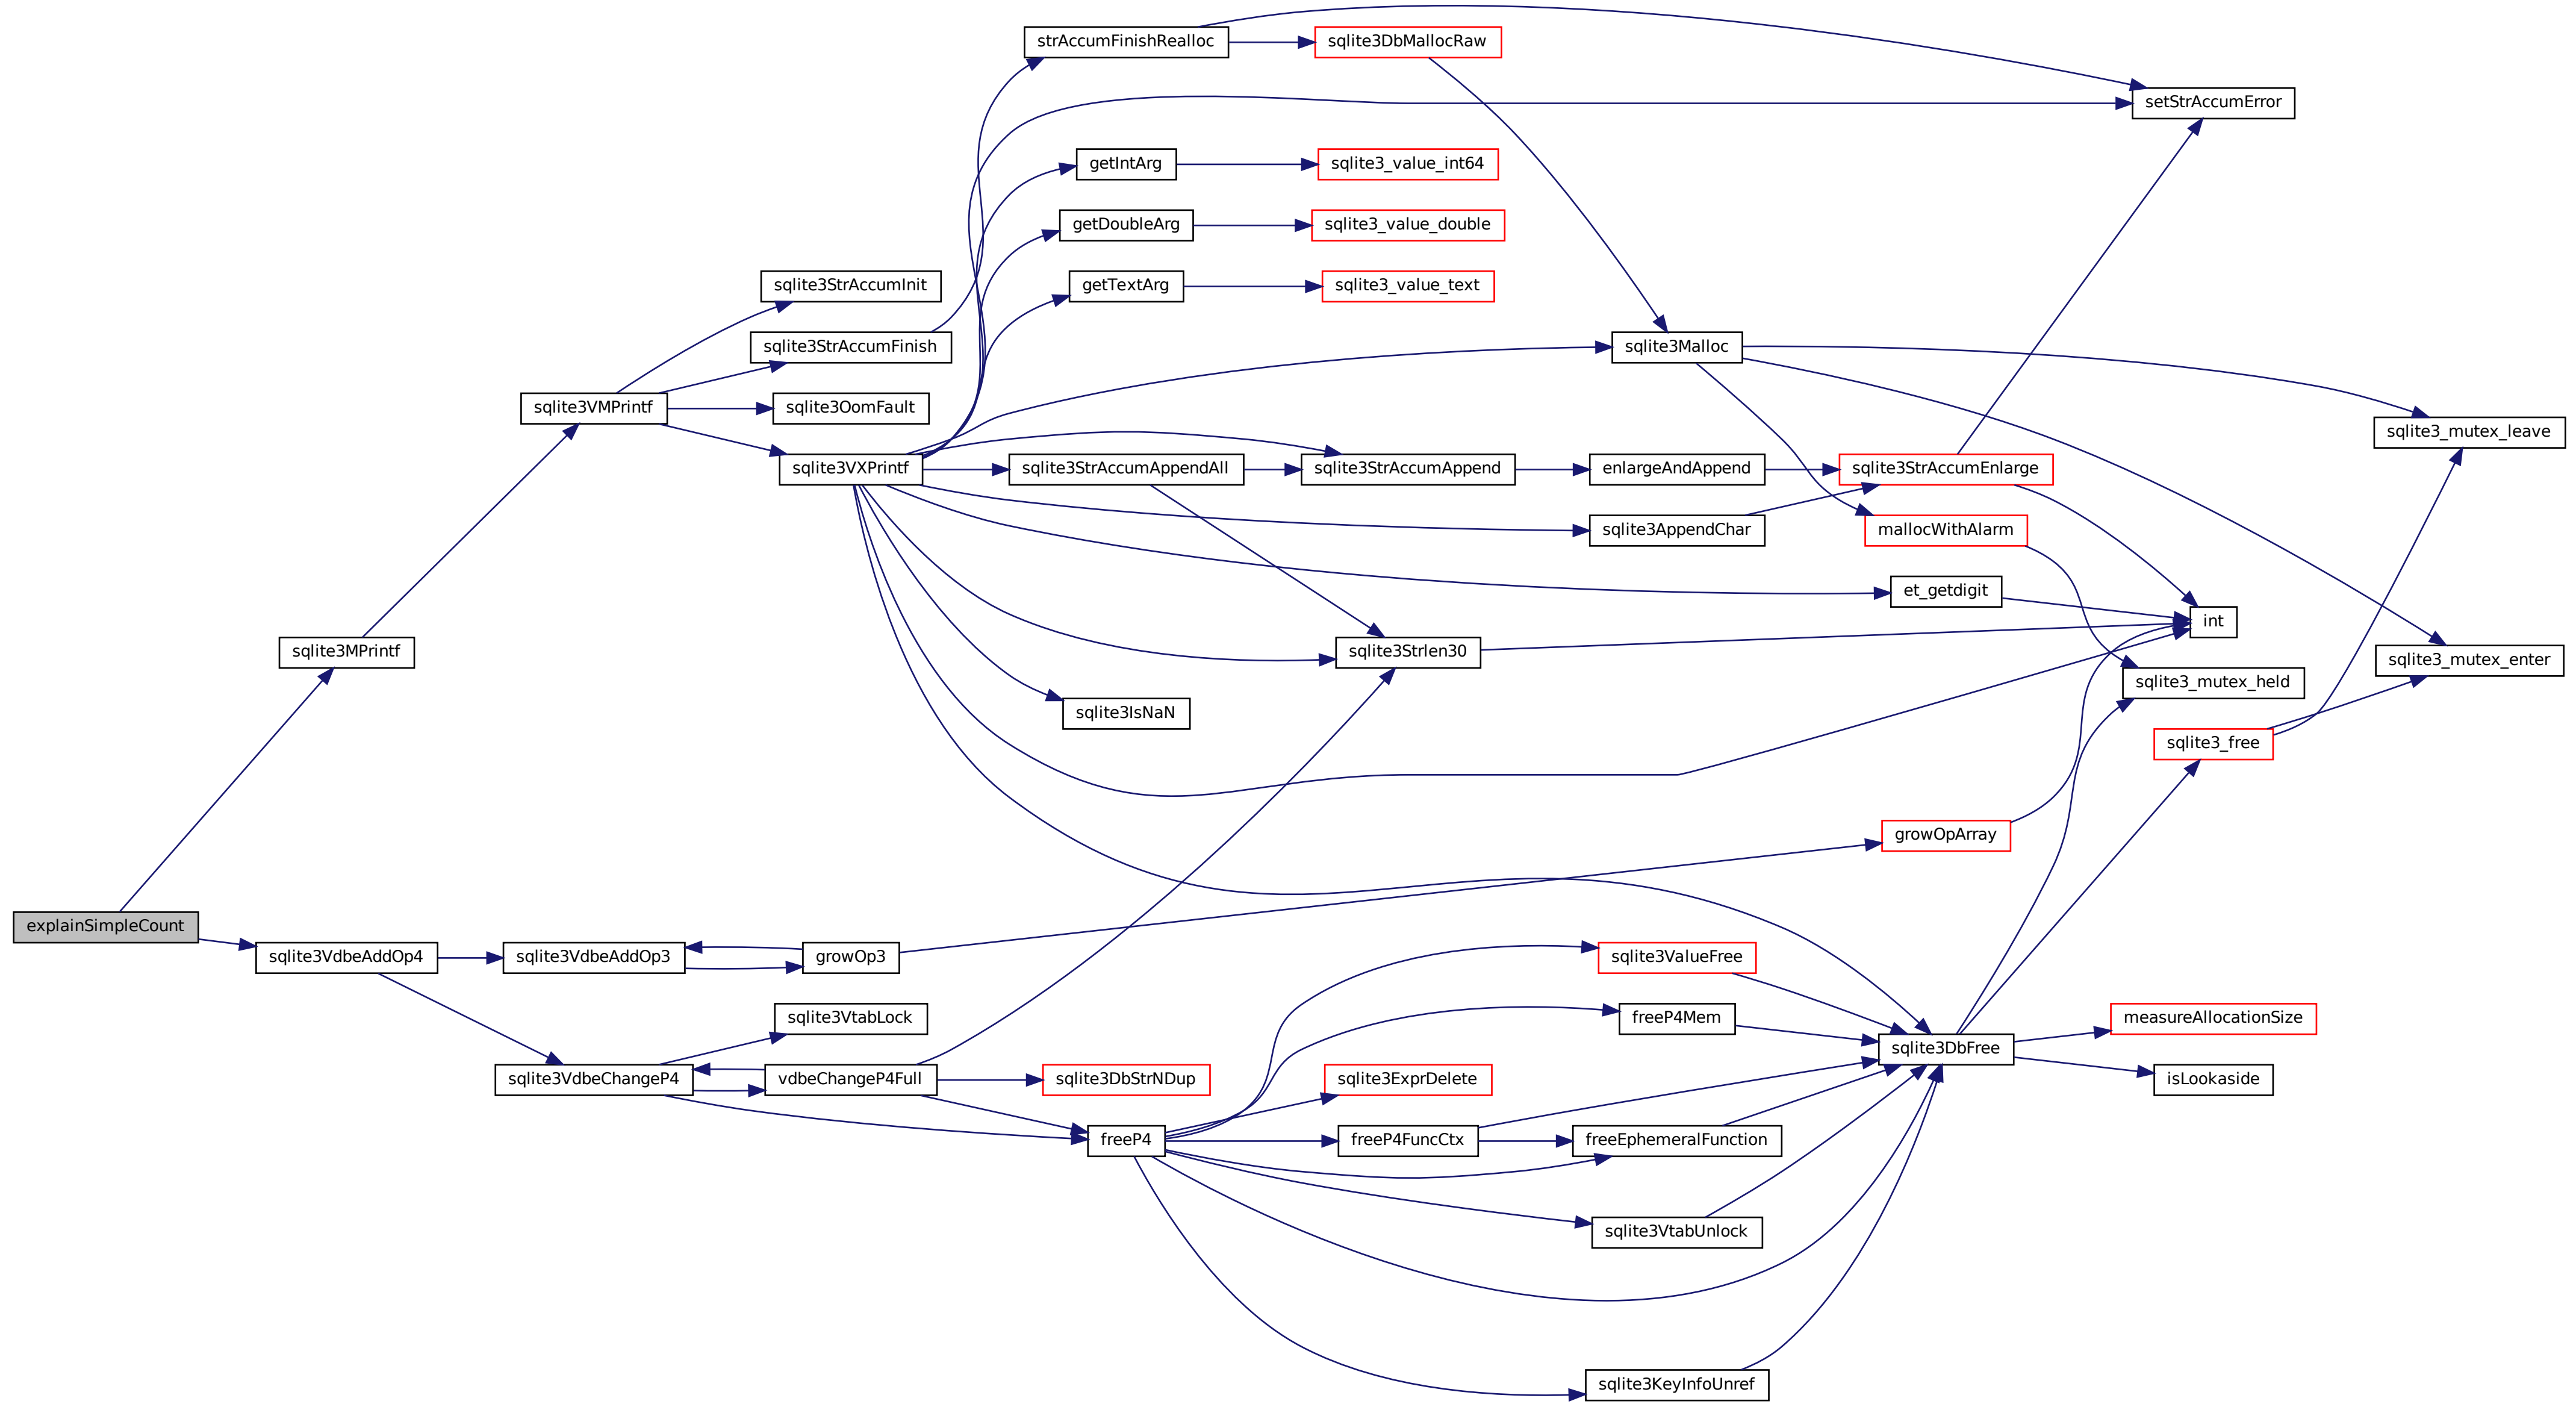 strAccumFinishRealloc
sqlite3DbMallocRaw
setStrAccumError
getIntArg
sqlite3_value_int64
getDoubleArg
sqlite3_value_double
sqlite3StrAccumInit
getTextArg
sqlite3_value_text
sqlite3StrAccumFinish
sqlite3Malloc
sqlite3VMPrintf
sqlite3OomFault
sqlite3_mutex_leave
sqlite3VXPrintf
sqlite3StrAccumAppendAll
sqlite3StrAccumAppend
enlargeAndAppend
sqlite3StrAccumEnlarge
sqlite3AppendChar
mallocWithAlarm
et_getdigit
int
sqlite3MPrintf
sqlite3Strlen30
sqlite3_mutex_enter
sqlite3_mutex_held
sqlite3IsNaN
sqlite3_free
growOpArray
explainSimpleCount
sqlite3VdbeAddOp4
sqlite3VdbeAddOp3
growOp3
sqlite3ValueFree
sqlite3VtabLock
freeP4Mem
measureAllocationSize
sqlite3DbFree
sqlite3VdbeChangeP4
vdbeChangeP4Full
sqlite3DbStrNDup
sqlite3ExprDelete
isLookaside
freeP4
freeP4FuncCtx
freeEphemeralFunction
sqlite3VtabUnlock
sqlite3KeyInfoUnref